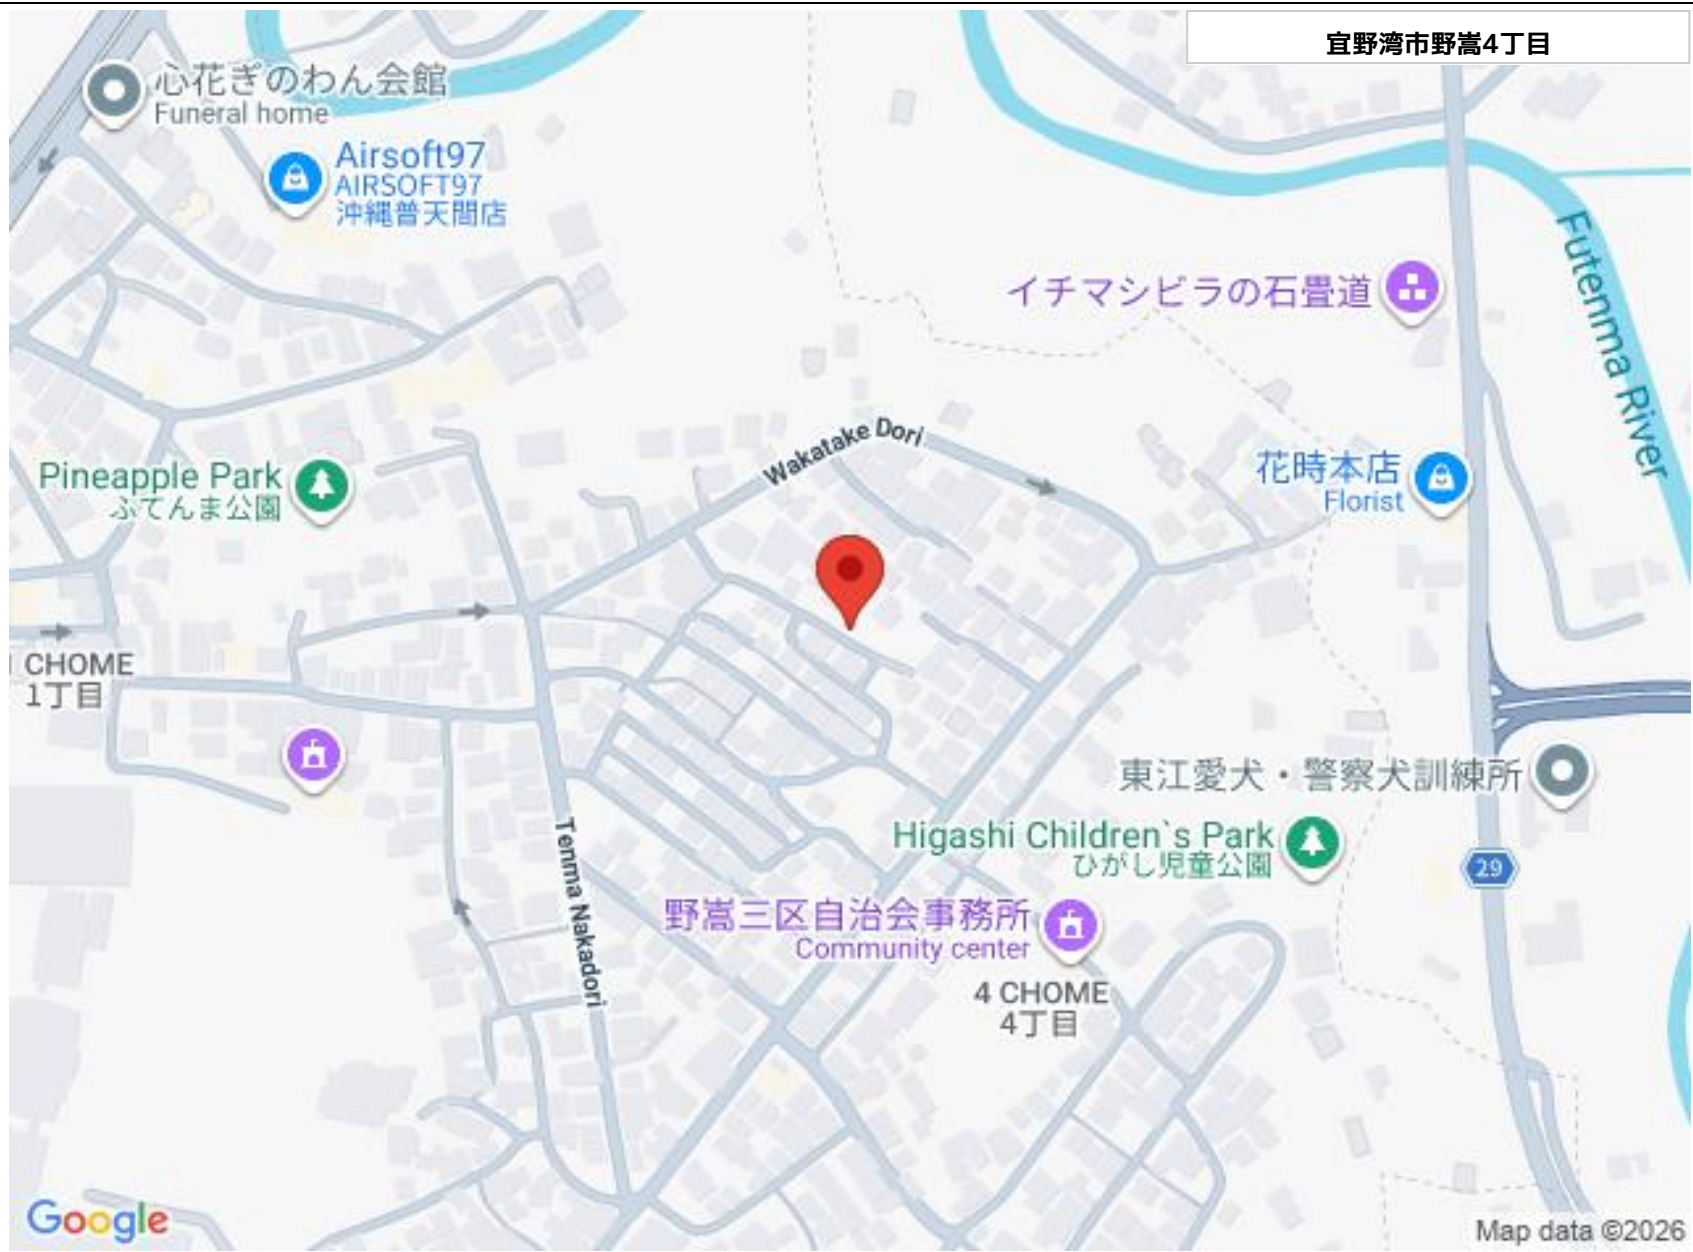 宜野湾市野嵩4丁目
心花ぎのわん会館
Funeral home
Airsoft97
AIRSOFT97
沖縄普天間店
Futenma River
イチマシビラの石畳道
Wakatake Dori
花時本店
Florist
Pineapple Park
ふてんま公園
CHOME
1丁目
東江愛犬・警察犬訓練所
Higashi Children`s Park
ひがし児童公園
29
Tenma Nakadori
野嵩三区自治会事務所
Community center
4 CHOME
4丁目
Google
Map data ©2026